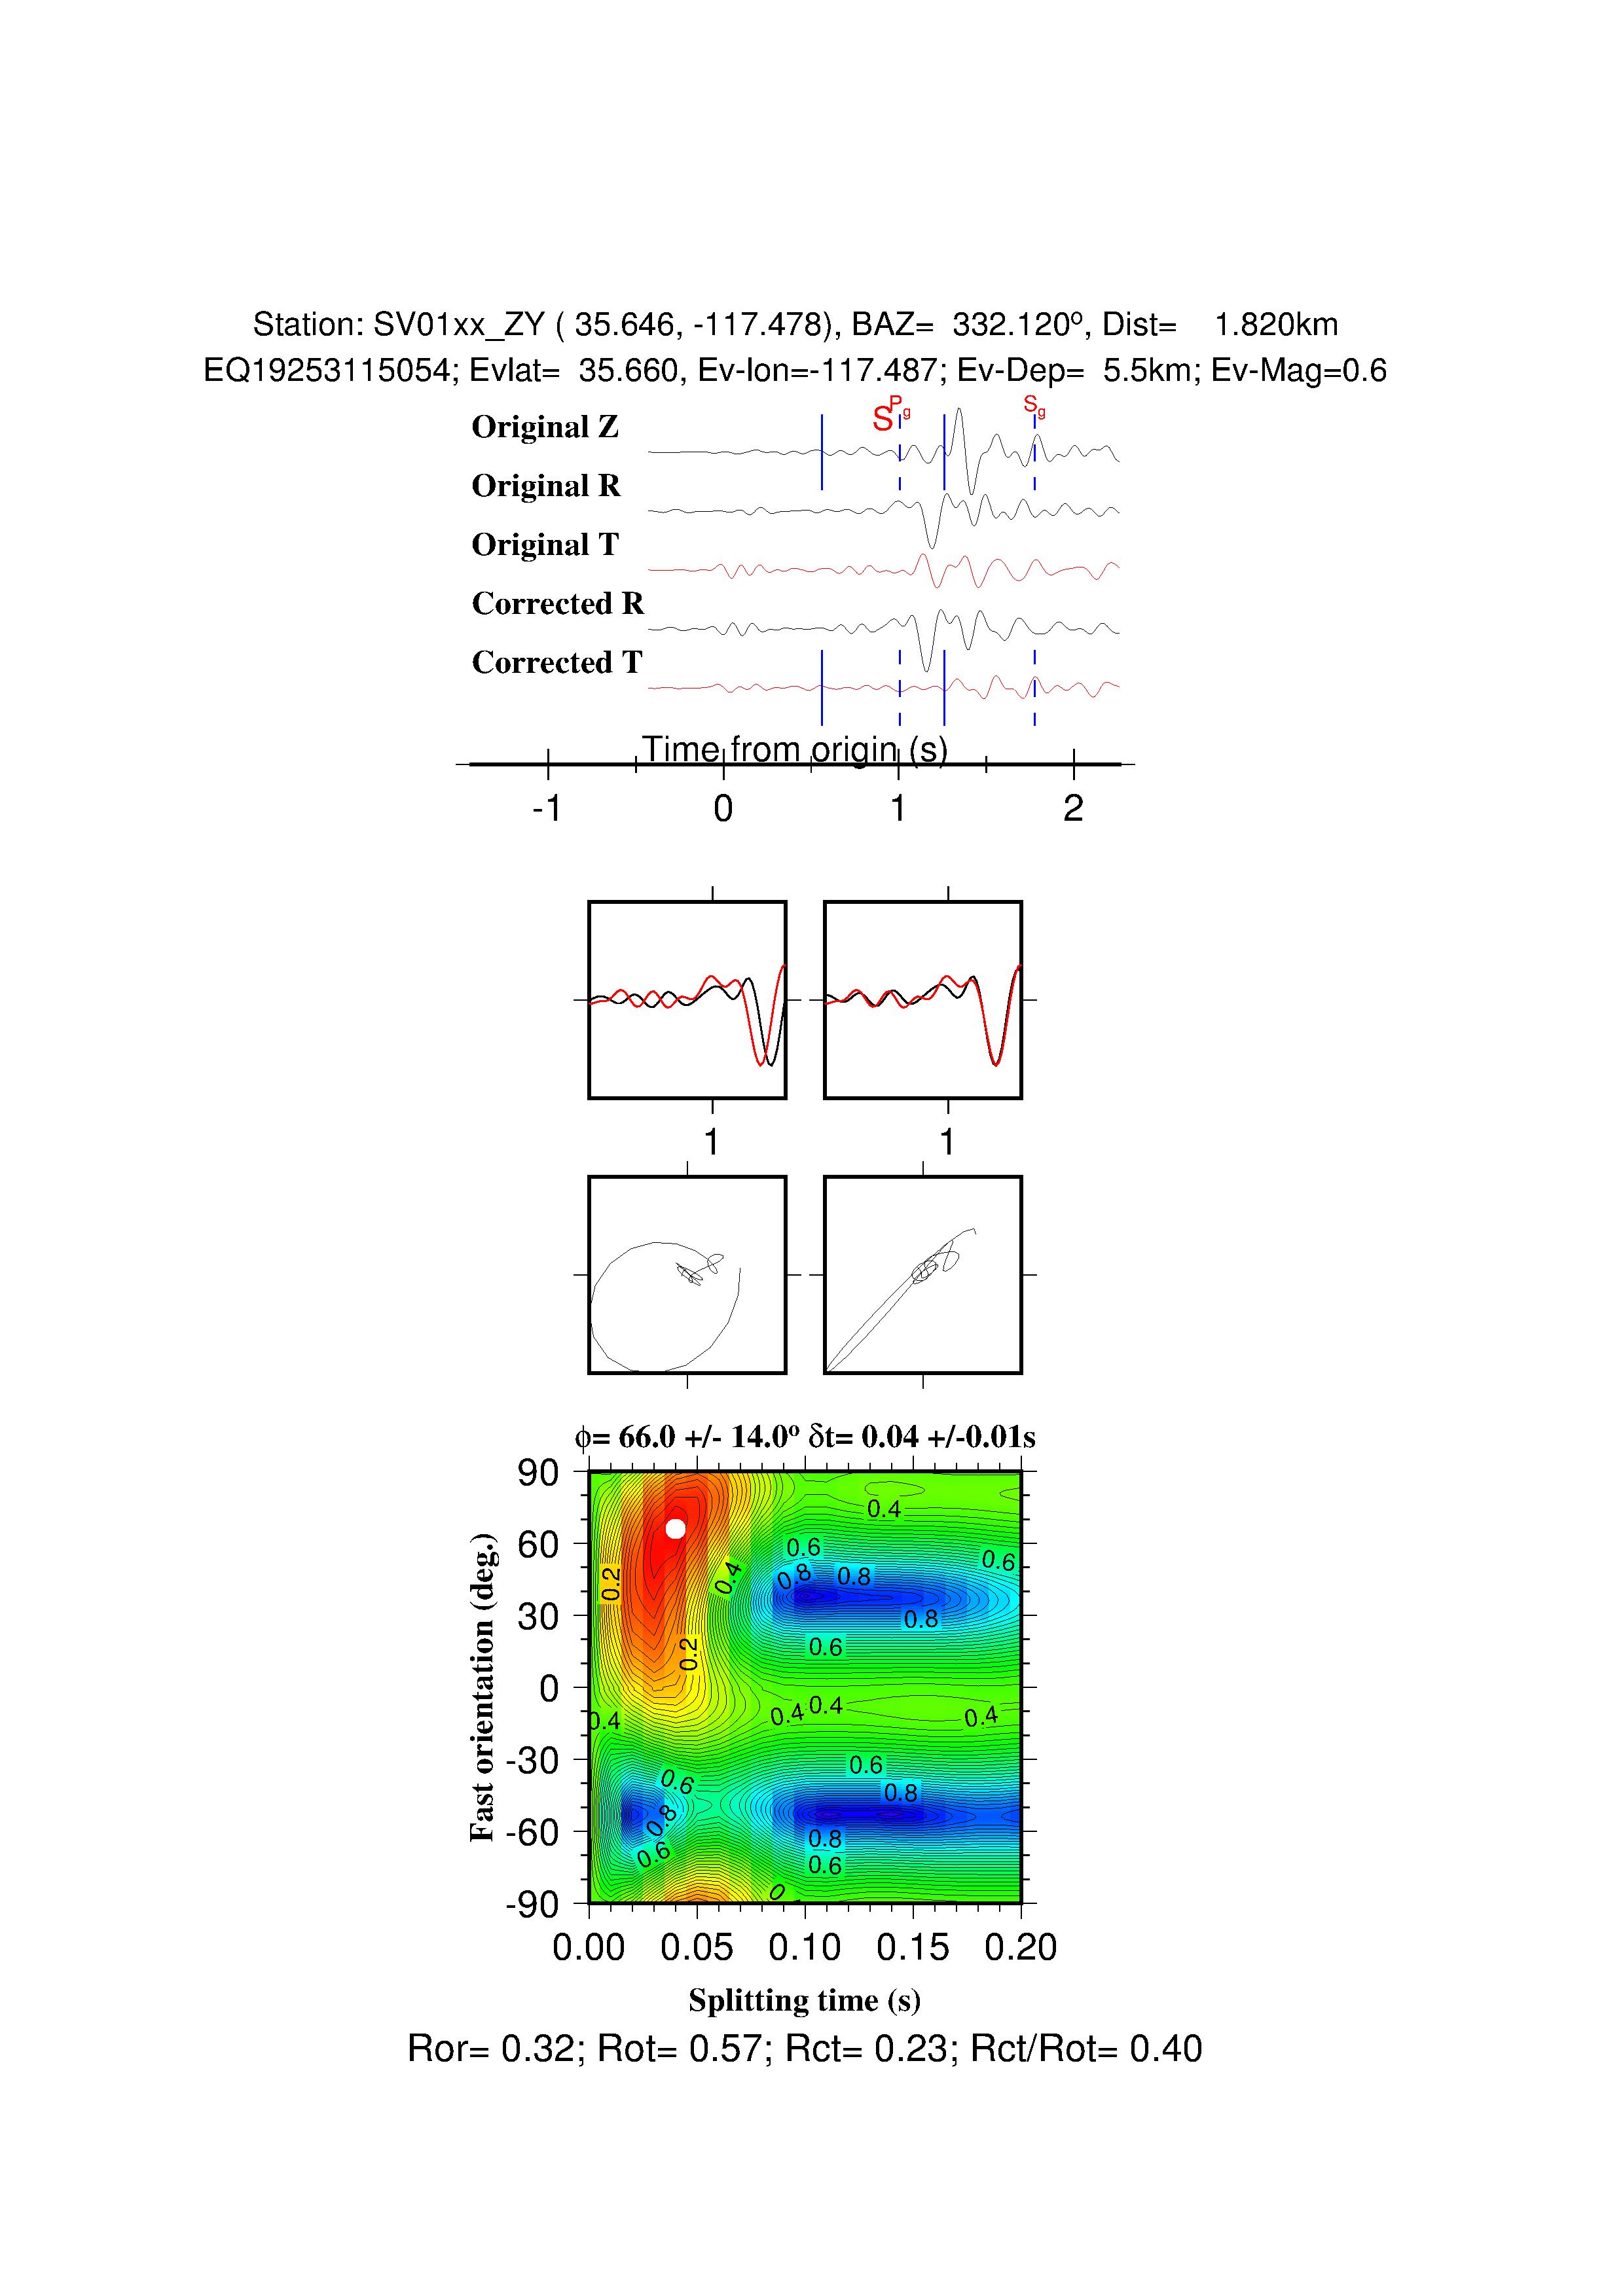 Station: SV01xx_ZY ( 35.646, -117.478), BAZ= 332.120º, Dist= 1.820km
EQ19253115054; Evlat= 35.660, Ev-lon=-117.487; Ev-Dep= 5.5km; Ev-Mag=0.6
S Pg Sg
Original Z
Original R
Original T
Corrected R
Corrected T
Time from origin (s)
-1 0 1 2
1 1
ϕ= 66.0 +/- 14.0º δt= 0.04 +/-0.01s
Fast orientation (deg.)
90
60
30
0
-30
-60
-90
0.4
0.6 0.6
0.2 0.4 0.8 0.8
0.8
0.2 0.6
0.4 0.4 0.4 0.4
0.6
0.6 0.8
0.8
0.6 0.8
0.6
0
0.00 0.05 0.10 0.15 0.20
Splitting time (s)
Ror= 0.32; Rot= 0.57; Rct= 0.23; Rct/Rot= 0.40